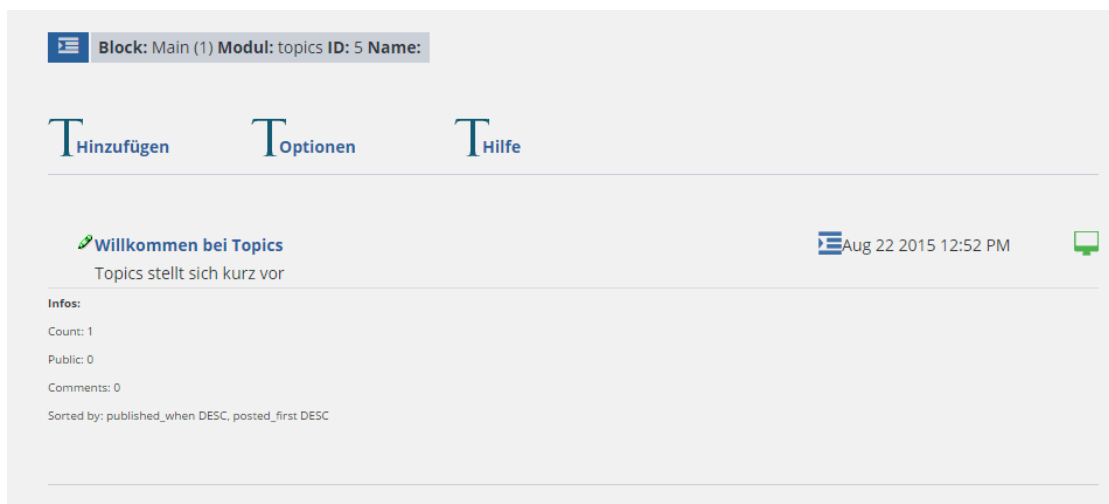 Block: Main (1) Modul: topics ID: 5 Name:
THinzufügen TOptionen THilfe
Willkommen bei Topics Aug 22 2015 12:52 PM
Topics stellt sich kurz vor
Infos:
Count: 1
Public: 0
Comments: 0
Sorted by: published_when DESC, posted_first DESC